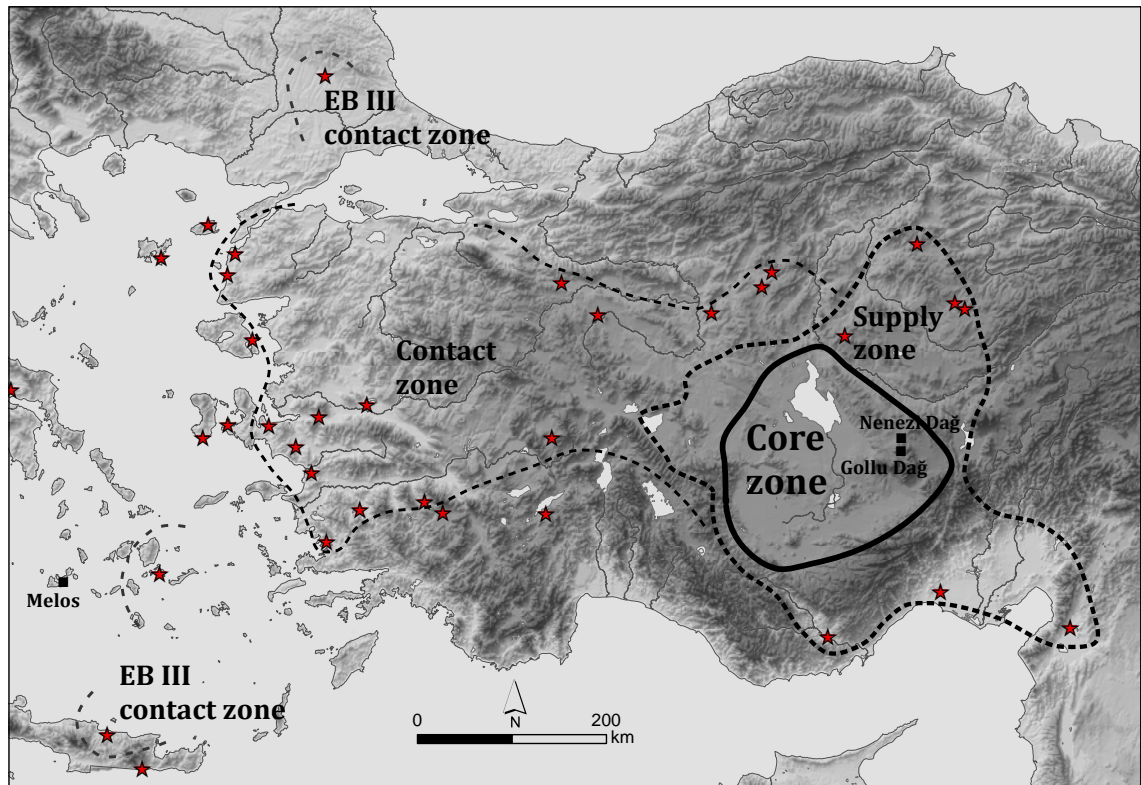 EB III
contact zone
Supply
zone
Contact
zone
Nenezi Dağ
Core
zone
Gollu Dağ
Melos
EB III
contact zone
0
N
200
km